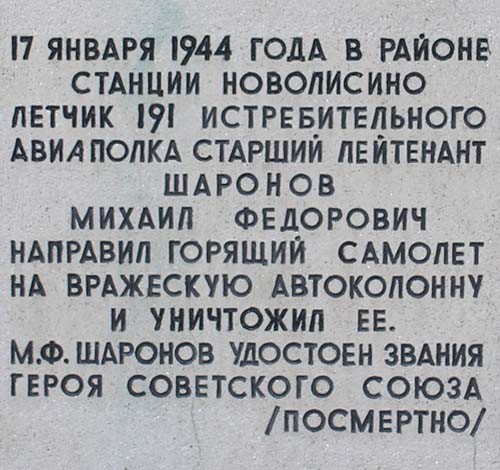 17 ЯНВАРЯ 1944 ГОДА В РАЙОНЕ
СТАНЦИИ НОВОЛИСИНО
ЛЕТЧИК 191 ИСТРЕБИТЕЛЬНОГО
АВИАПОЛКА СТАРШИЙ ЛЕЙТЕНАНТ
ШАРОНОВ
МИХАИЛ ФЕДОРОВИЧ
НАПРАВИЛ ГОРЯЩИЙ САМОЛЕТ
НА ВРАЖЕСКУЮ АВТОКОЛОННУ
И УНИЧТОЖИЛ ЕЕ.
М.Ф. ШАРОНОВ УДОСТОЕН ЗВАНИЯ
ГЕРОЯ СОВЕТСКОГО СОЮЗА
/ПОСМЕРТНО/